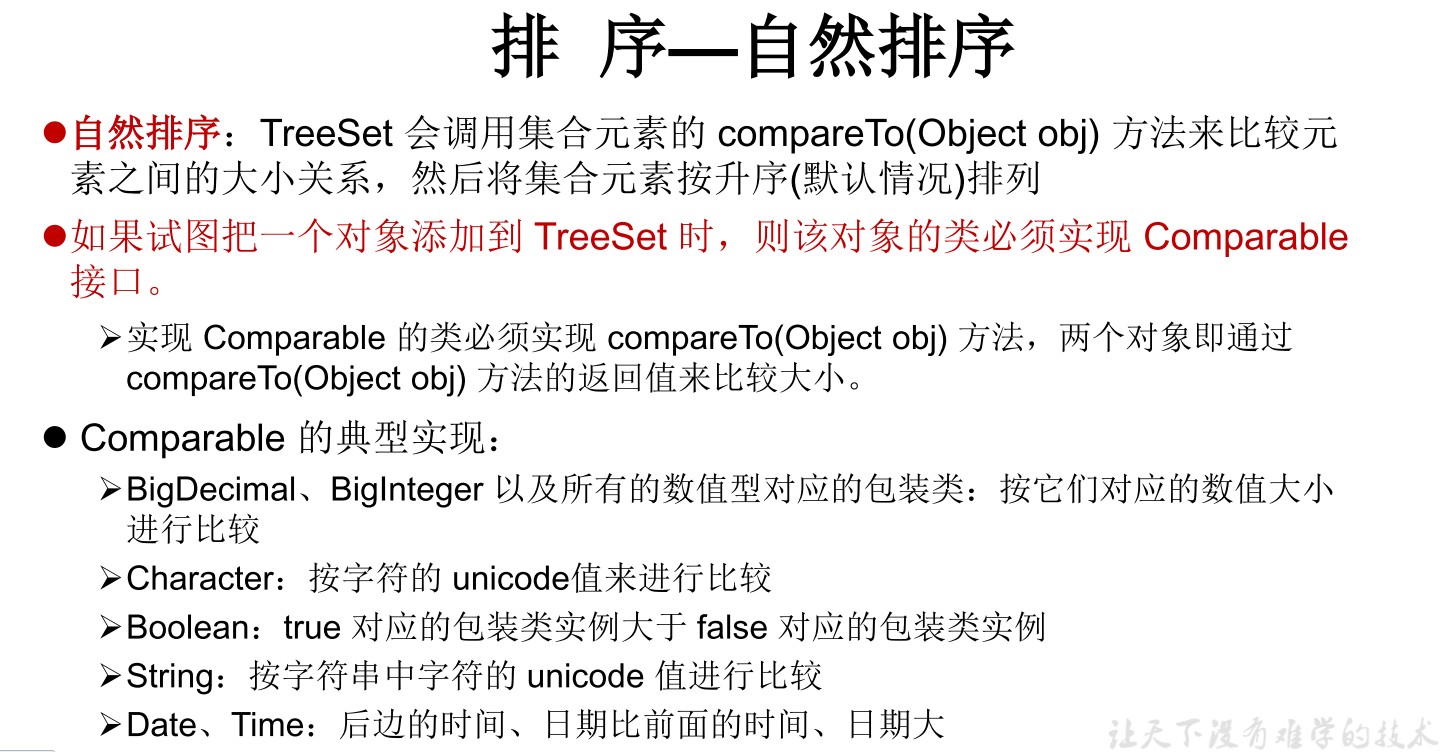 排 序—自然排序
●自然排序：TreeSet 会调用集合元素的 compareTo(Object obj) 方法来比较元
素之间的大小关系，然后将集合元素按升序(默认情况)排列
●如果试图把一个对象添加到 TreeSet 时，则该对象的类必须实现 Comparable
接口。
➢实现 Comparable 的类必须实现 compareTo(Object obj) 方法，两个对象即通过
compareTo(Object obj) 方法的返回值来比较大小。
● Comparable 的典型实现：
➢BigDecimal、BigInteger 以及所有的数值型对应的包装类：按它们对应的数值大小
进行比较
➢Character：按字符的 unicode值来进行比较
➢Boolean：true 对应的包装类实例大于 false 对应的包装类实例
➢String：按字符串中字符的 unicode 值进行比较
➢Date、Time：后边的时间、日期比前面的时间、日期大
让天下没有难学的技术